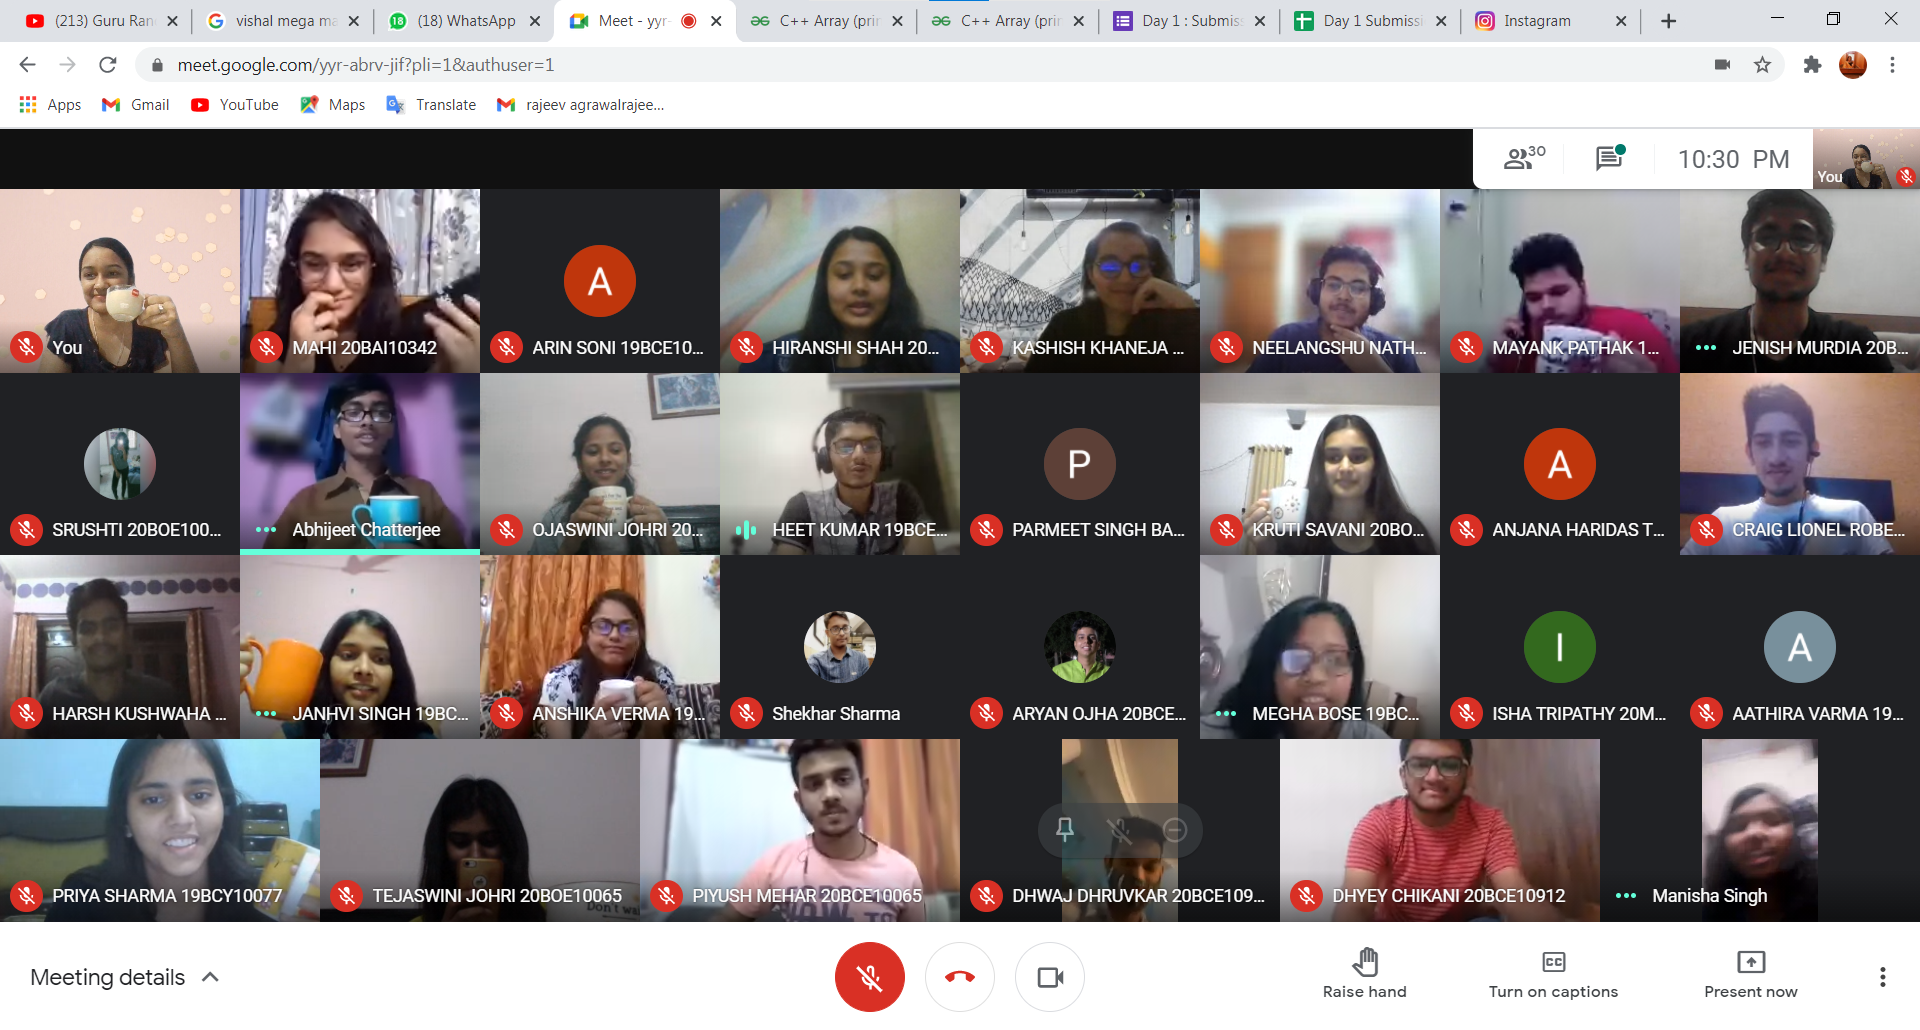 (213) Guru Ran
vishal mega ma
(18) WhatsApp
Meet - yyr-
C++ Array (prin
C++ Array (prin
Day 1 : Submiss
Day 1 Submissi
Instagram
meet.google.com/yyr-abrv-jif?pli=1&authuser=1
Apps
Gmail
YouTube
Maps
Translate
rajeev agrawalrajee...
30
10:30 PM
You
You
MAHI 20BAI10342
A
ARIN SONI 19BCE10...
HIRANSHI SHAH 20...
KASHISH KHANEJA ...
NEELANGSHU NATH...
MAYANK PATHAK 1...
JENISH MURDIA 20B...
SRUSHTI 20BOE100...
Abhijeet Chatterjee
OJASWINI JOHRI 20...
HEET KUMAR 19BCE...
P
PARMEET SINGH BA...
KRUTI SAVANI 20BO...
A
ANJANA HARIDAS T...
CRAIG LIONEL ROBE...
HARSH KUSHWAHA ...
JANHVI SINGH 19BC...
ANSHIKA VERMA 19...
Shekhar Sharma
ARYAN OJHA 20BCE...
MEGHA BOSE 19BC...
I
ISHA TRIPATHY 20M...
A
AATHIRA VARMA 19...
PRIYA SHARMA 19BCY10077
TEJASWINI JOHRI 20BOE10065
Don't
PIYUSH MEHAR 20BCE10065
DHWAJ DHRUVKAR 20BCE109...
DHYEY CHIKANI 20BCE10912
Manisha Singh
Meeting details
Raise hand
CC
Turn on captions
Present now